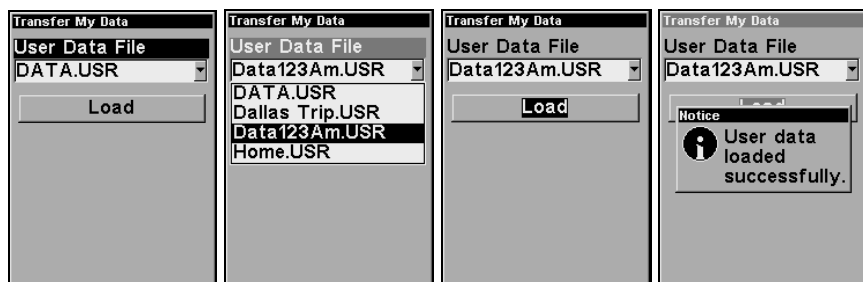 Transfer My Data
User Data File
DATA.USR
Load
Transfer My Data
User Data File
Data123Am.USR
DATA.USR
Dallas Trip.USR
Data123Am.USR
Home.USR
Transfer My Data
User Data File
Data123Am.USR
Load
Transfer My Data
User Data File
Data123Am.USR
Load
Notice
User data
loaded
successfully.